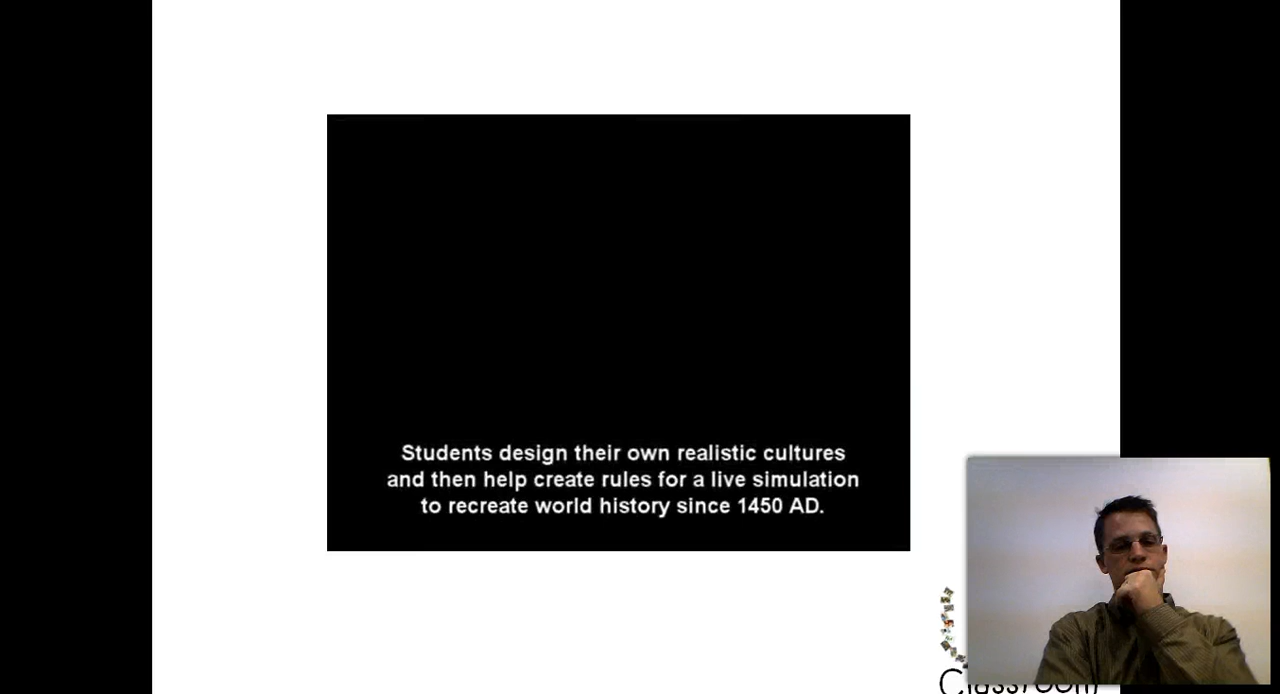 Students design their own realistic cultures
and then help create rules for a live simulation
to recreate world history since 1450 AD.
Classroom